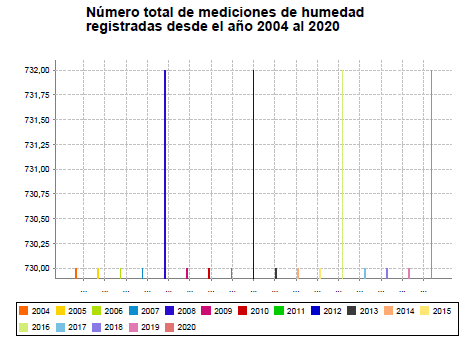 Número total de mediciones de humedad
registradas desde el año 2004 al 2020
732,00
731,75
731,50
731,25
731,00
730,75
730,50
730,25
730,00
... ... ... ... ... ... ... ... ... ... ... ... ... ... ... ... ...
2004 2005 2006 2007 2008 2009 2010 2011 2012 2013 2014 2015
2016 2017 2018 2019 2020